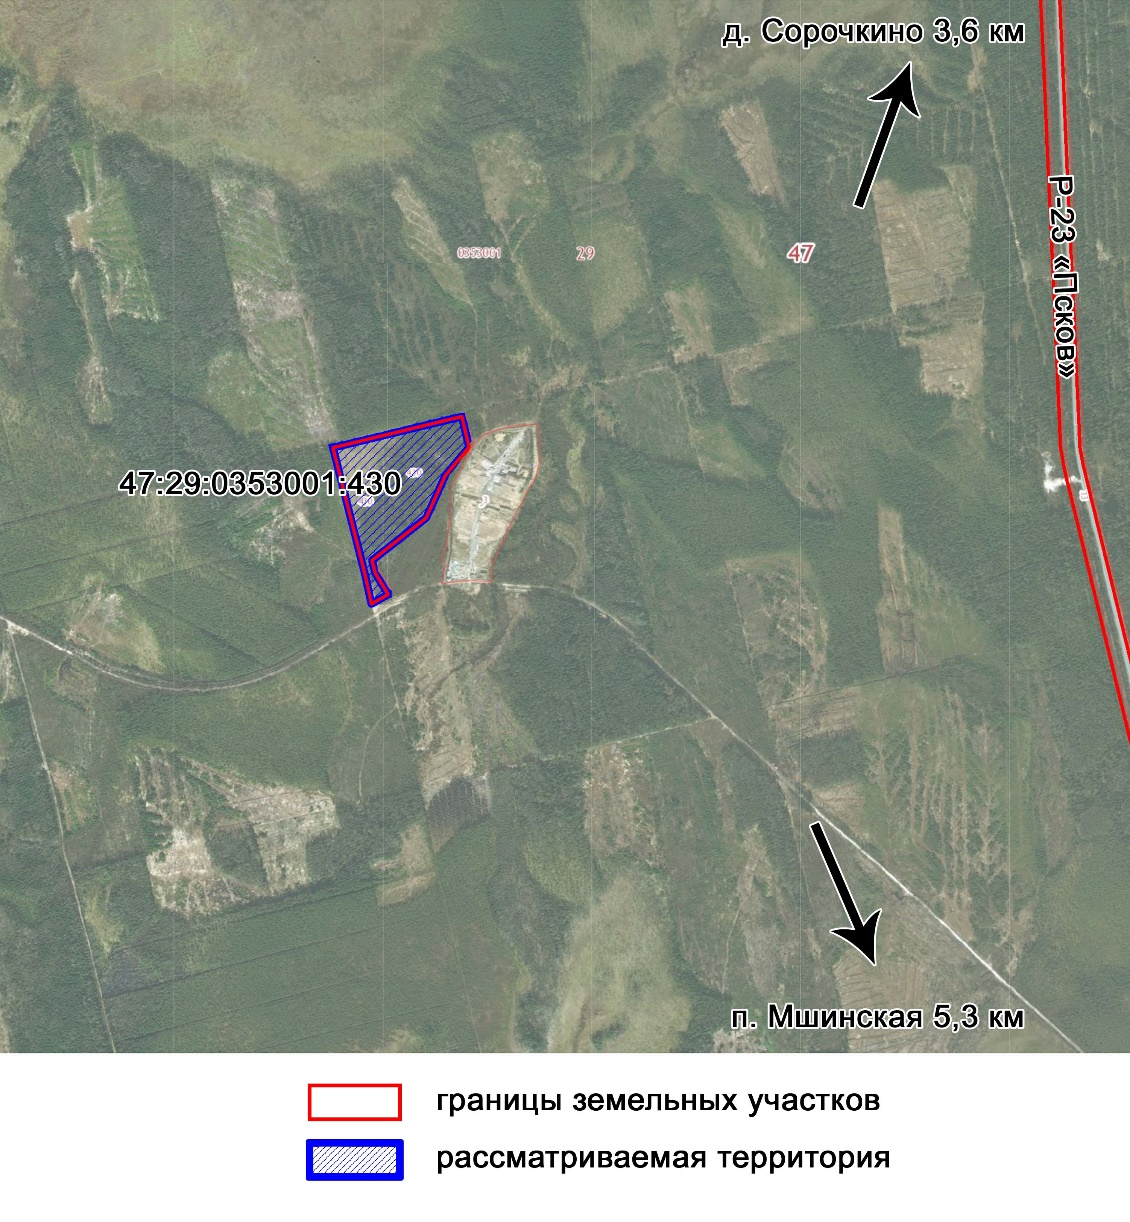 д. Сорочкино 3,6 км
Р-23 «Псков»
0353001
29
47
47:29:0353001:430
п. Мшинская 5,3 км
границы земельных участков
рассматриваемая территория